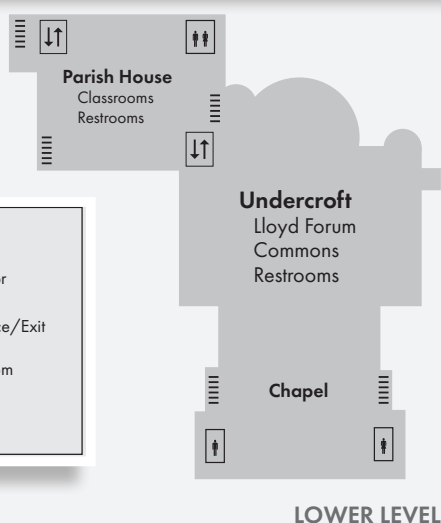 Parish House
Classrooms
Restrooms
Undercroft
Lloyd Forum
Commons
Restrooms
/Exit
Chapel
LOWER LEVEL